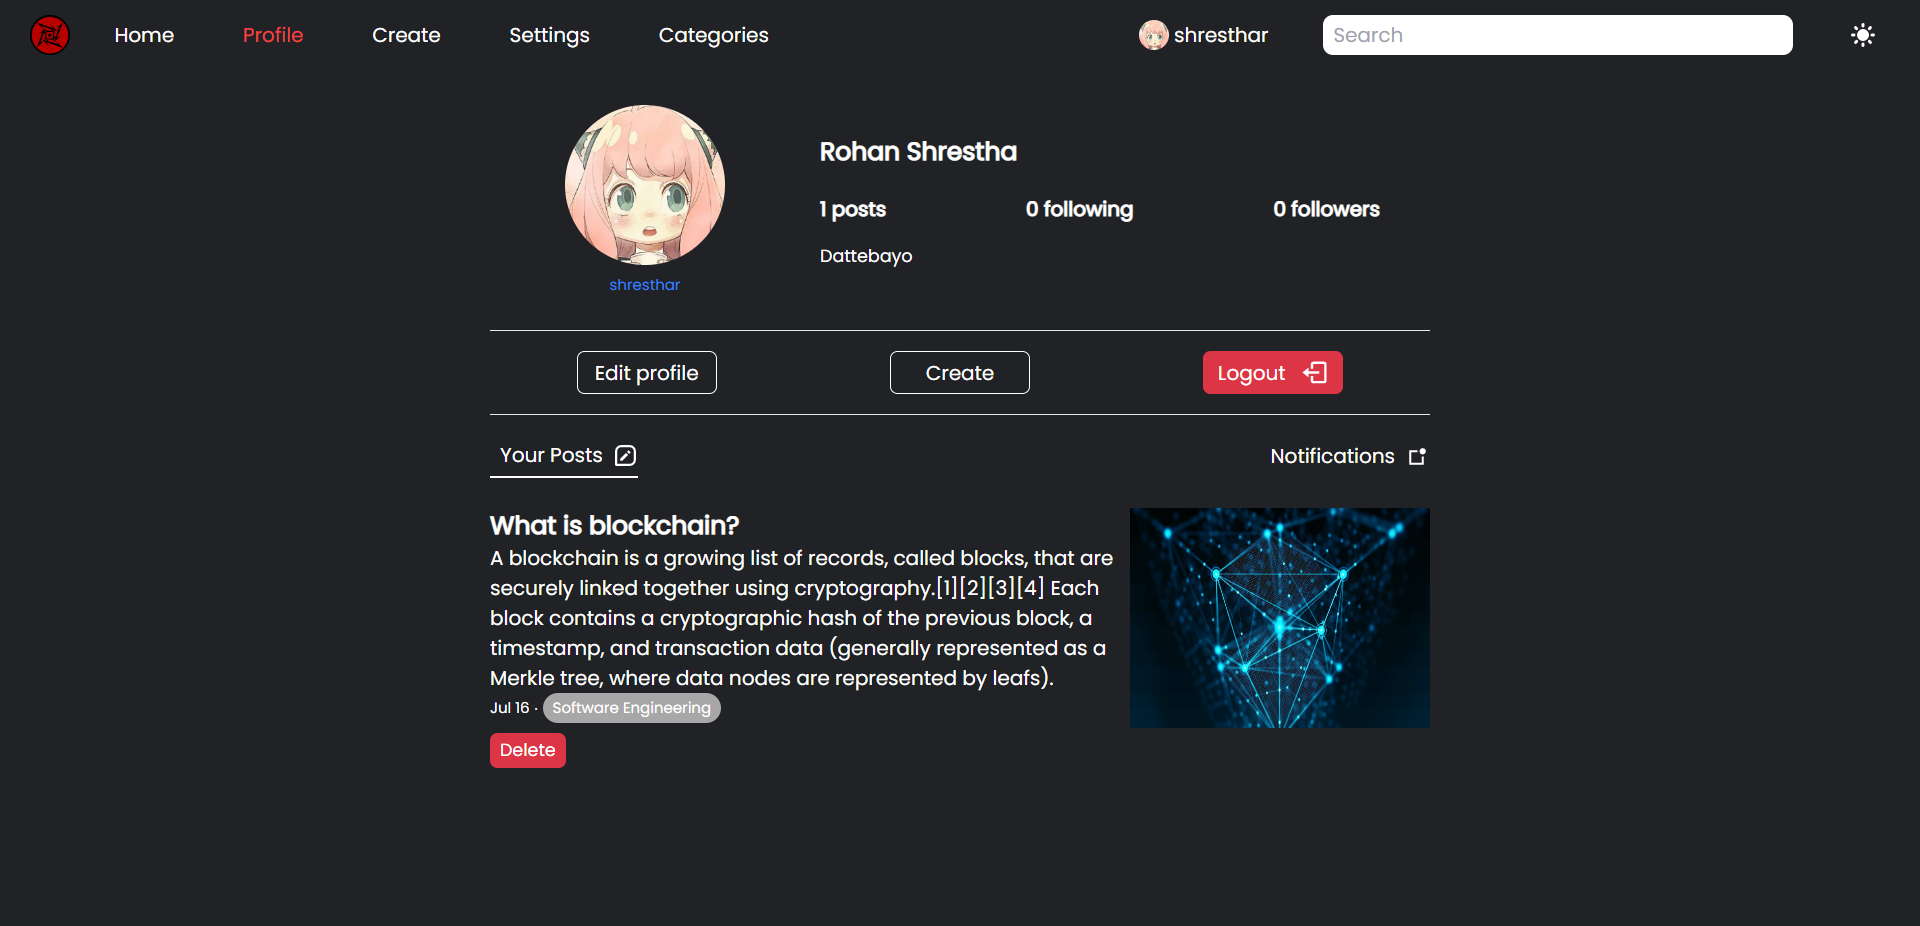 Home Profile Create Settings Categories shresthar Search
Rohan Shrestha
1 posts 0 following 0 followers
Dattebayo
shresthar
Edit profile Create Logout
Your Posts Notifications
What is blockchain?
A blockchain is a growing list of records, called blocks, that are
securely linked together using cryptography.[1][2][3][4] Each
block contains a cryptographic hash of the previous block, a
timestamp, and transaction data (generally represented as a
Merkle tree, where data nodes are represented by leafs).
Jul 16 · Software Engineering
Delete